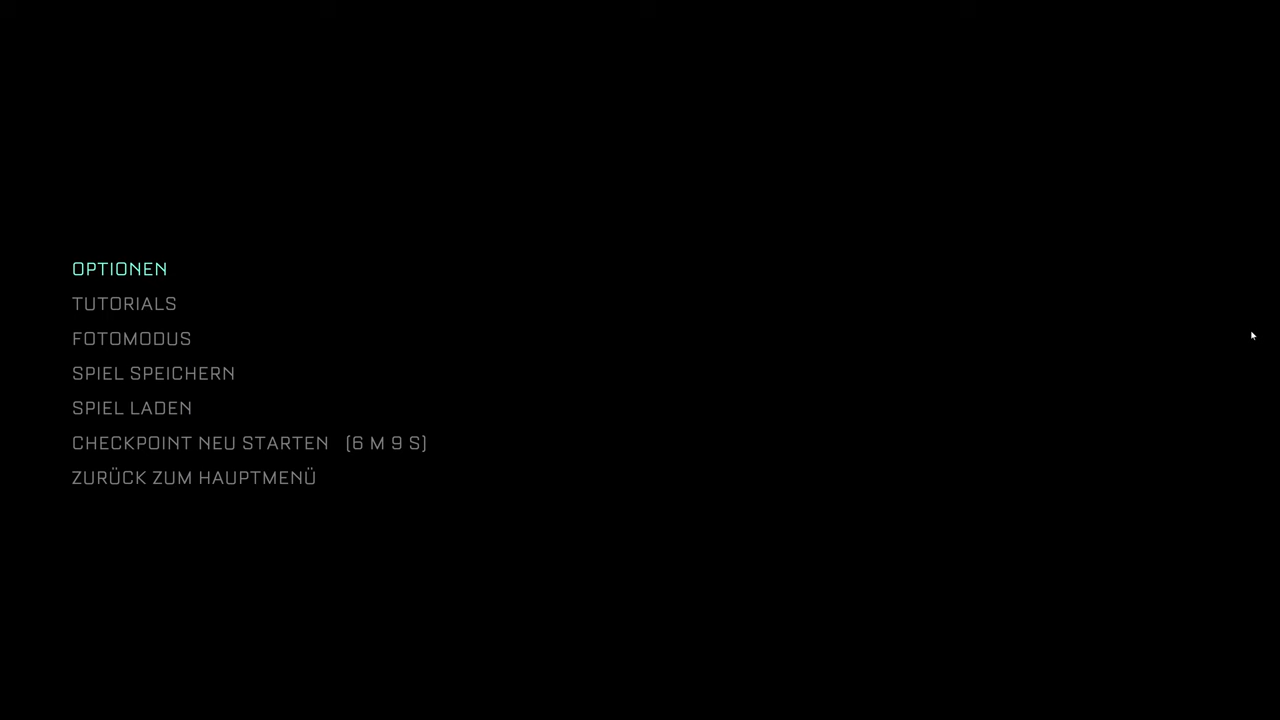 OPTIONEN
TUTORIALS
FOTOMODUS
SPIEL SPEICHERN
SPIEL LADEN
CHECKPOINT NEU STARTEN (6 M 9 S)
ZURÜCK ZUM HAUPTMENÜ